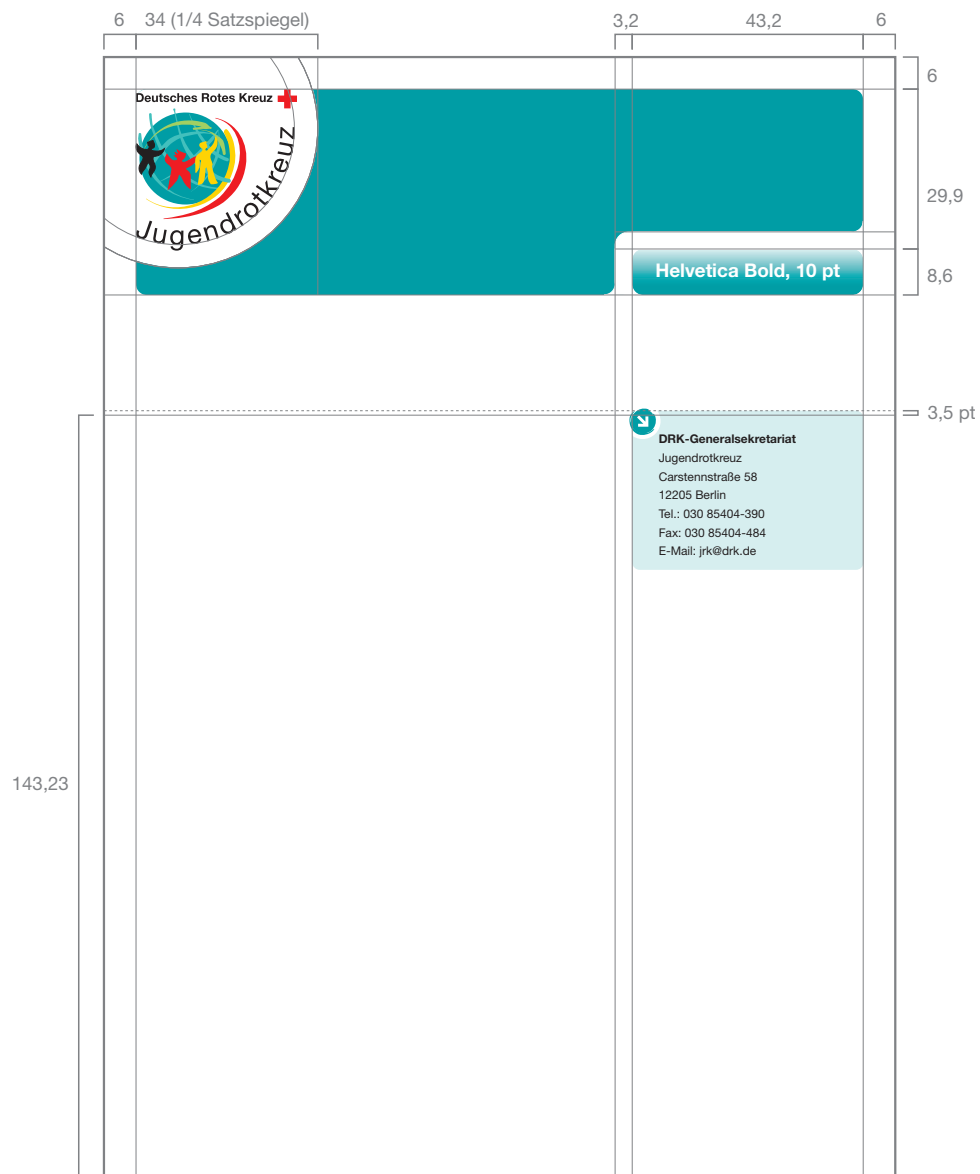 6 34 (1/4 Satzspiegel) 3,2 43,2 6
6
Deutsches Rotes Kreuz
Jugendrotkreuz
29,9
Helvetica Bold, 10 pt
8,6
3,5 pt
DRK-Generalsekretariat
Jugendrotkreuz
Carstennstraße 58
12205 Berlin
Tel.: 030 85404-390
Fax: 030 85404-484
E-Mail: jrk@drk.de
143,23